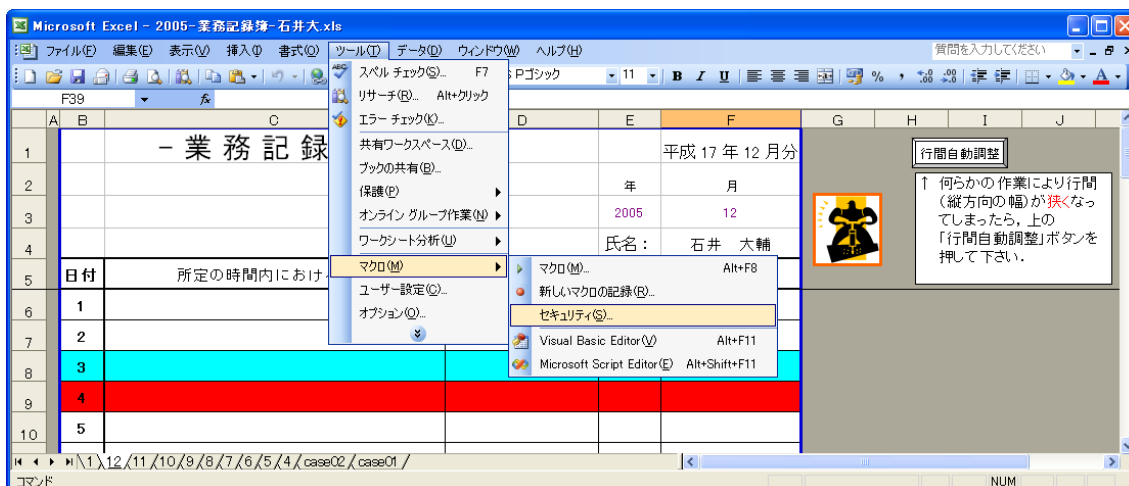 Microsoft Excel - 2005-業務記録簿-石井大.xls
ファイル(F) 編集(E) 表示(V) 挿入(I) 書式(O) ツール(T) データ(D) ウィンドウ(W) ヘルプ(H) 質問を入力してください
Pゴシック 11 B I U % ,
F39 fx
A B C D E F G H I J
スペル チェック(S)... F7
リサーチ(R)... Alt+クリック
エラー チェック(K)...
共有ワークスペース(D)...
ブックの共有(B)...
保護(P)
オンライン グループ作業(N)
ワークシート分析(U)
マクロ(M)
ユーザー設定(C)...
オプション(O)...
マクロ(M)... Alt+F8
新しいマクロの記録(R)...
セキュリティ(S)...
Visual Basic Editor(V) Alt+F11
Microsoft Script Editor(E) Alt+Shift+F11
1 - 業 務 記 録 平成 17 年 12 月分
2 年 月
3 2005 12
4 氏名: 石井 大輔
5 日付 所定の時間内におけ
6 1
7 2
8 3
9 4
10 5
行間自動調整
↑ 何らかの作業により行間
(縦方向の幅)が狭くなっ
てしまったら,上の
「行間自動調整」ボタンを
押して下さい.
1 12 11 10 9 8 7 6 5 4 case02 case01
コマンド NUM